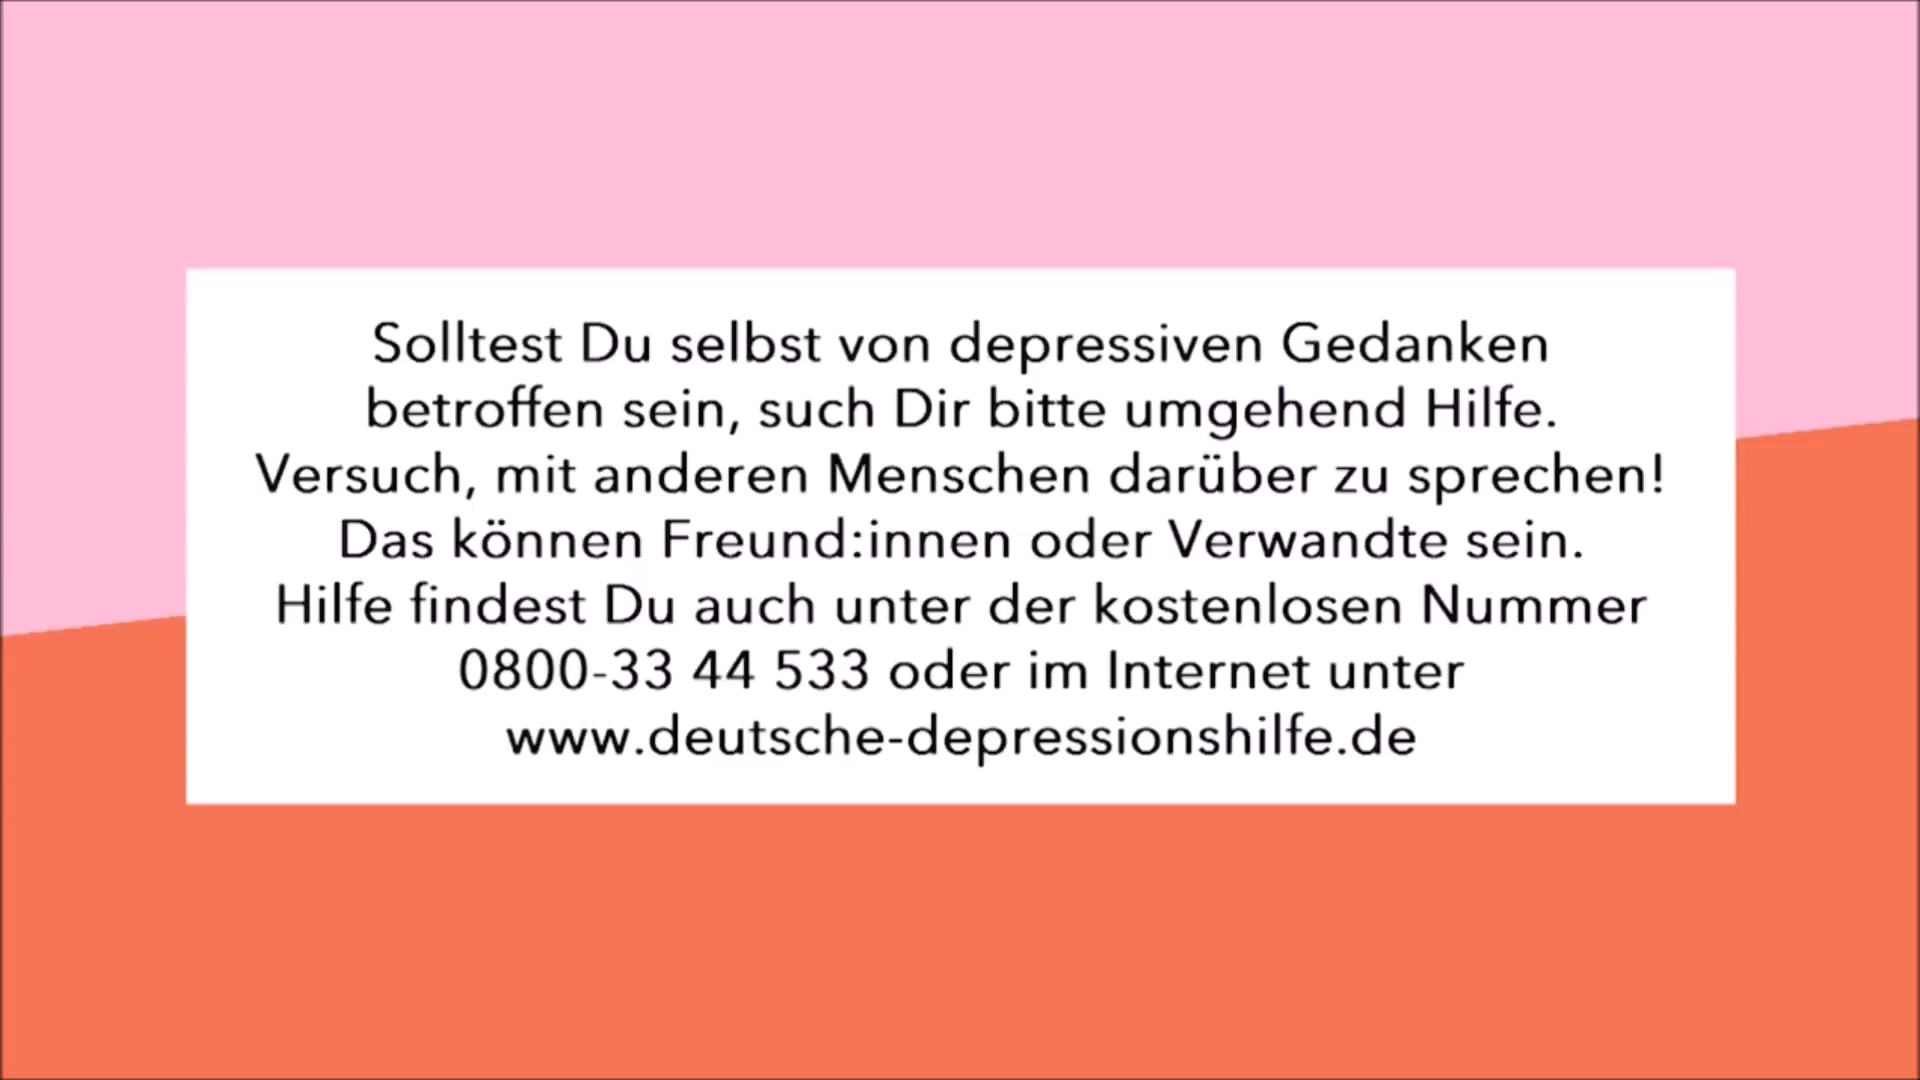 Solltest Du selbst von depressiven Gedanken
betroffen sein, such Dir bitte umgehend Hilfe.
Versuch, mit anderen Menschen darüber zu sprechen!
Das können Freund:innen oder Verwandte sein.
Hilfe findest Du auch unter der kostenlosen Nummer
0800-33 44 533 oder im Internet unter
www.deutsche-depressionshilfe.de